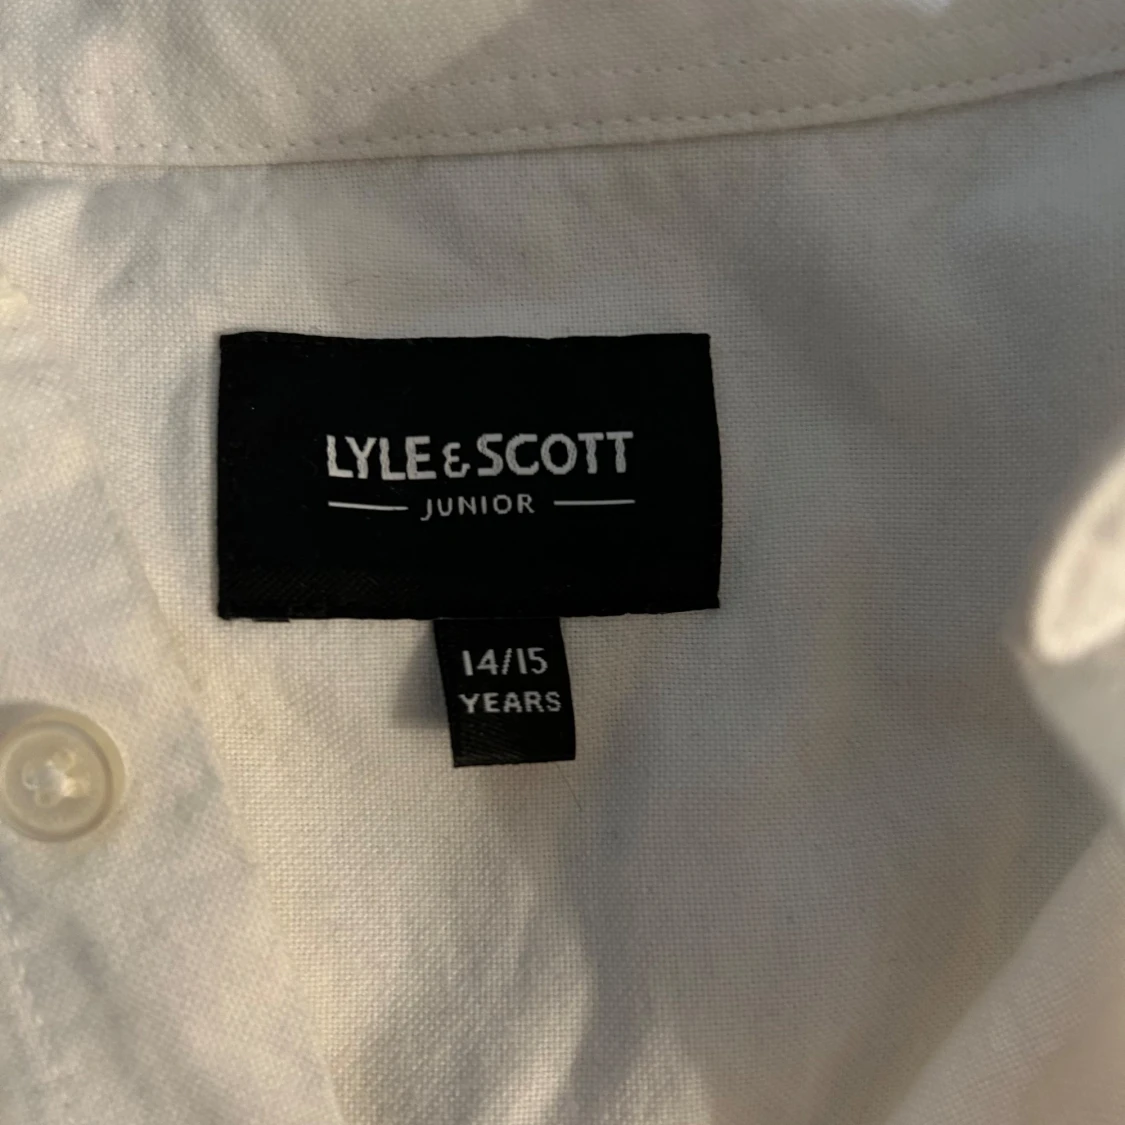 LYLE & SCOTT
JUNIOR
14/15
YEARS